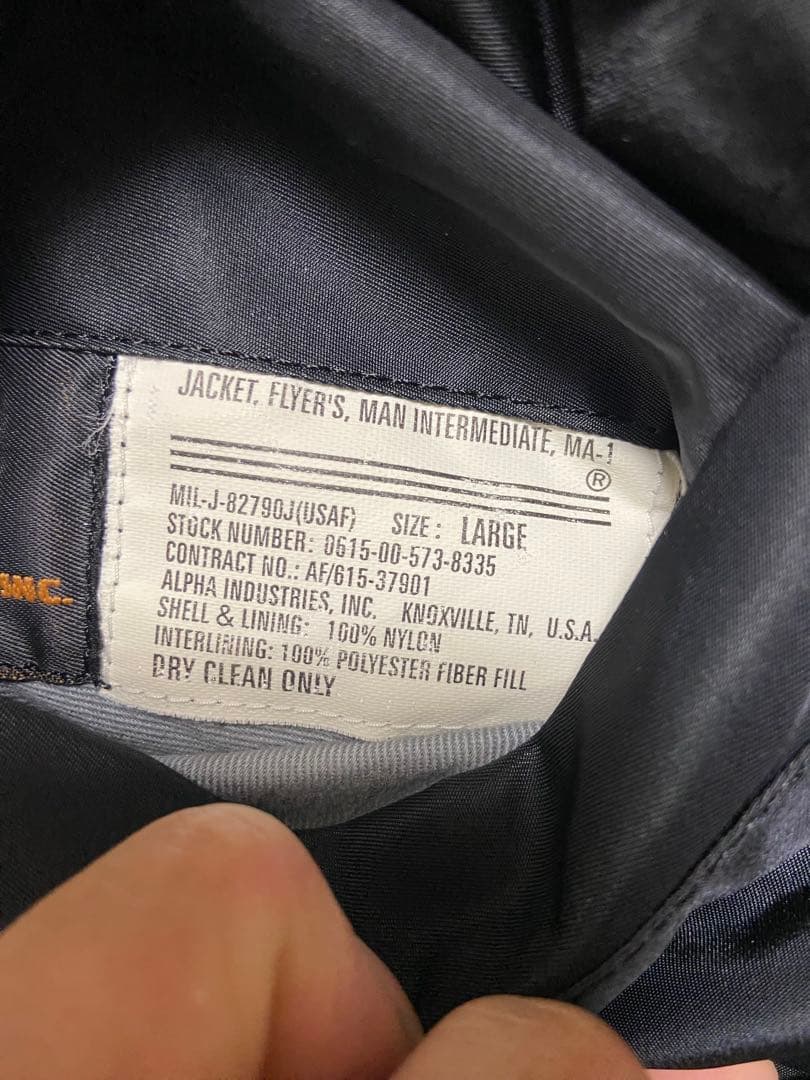 JACKET, FLYER'S, MAN INTERMEDIATE, MA-1
®
MIL-J-82790J(USAF) SIZE: LARGE
STOCK NUMBER: 0615-00-573-8335
CONTRACT NO.: AF/615-37901
ALPHA INDUSTRIES, INC. KNOXVILLE, TN, U.S.A.
SHELL & LINING: 100% NYLON
INTERLINING: 100% POLYESTER FIBER FILL
DRY CLEAN ONLY
INC.